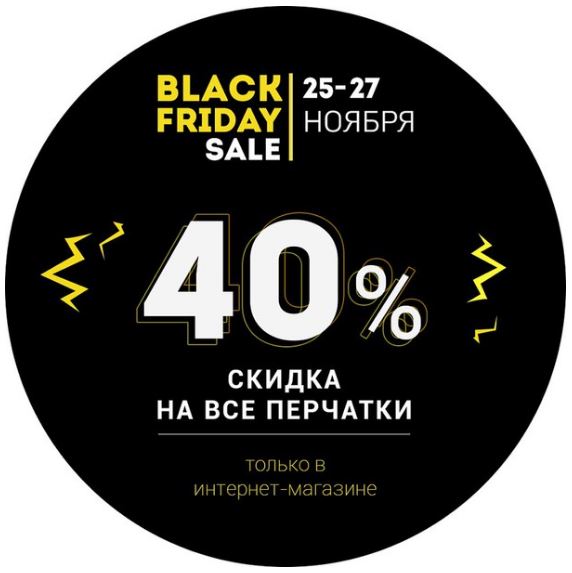 BLACK
FRIDAY
SALE
25-27
НОЯБРЯ
40%
СКИДКА
НА ВСЕ ПЕРЧАТКИ
только в
интернет-магазине